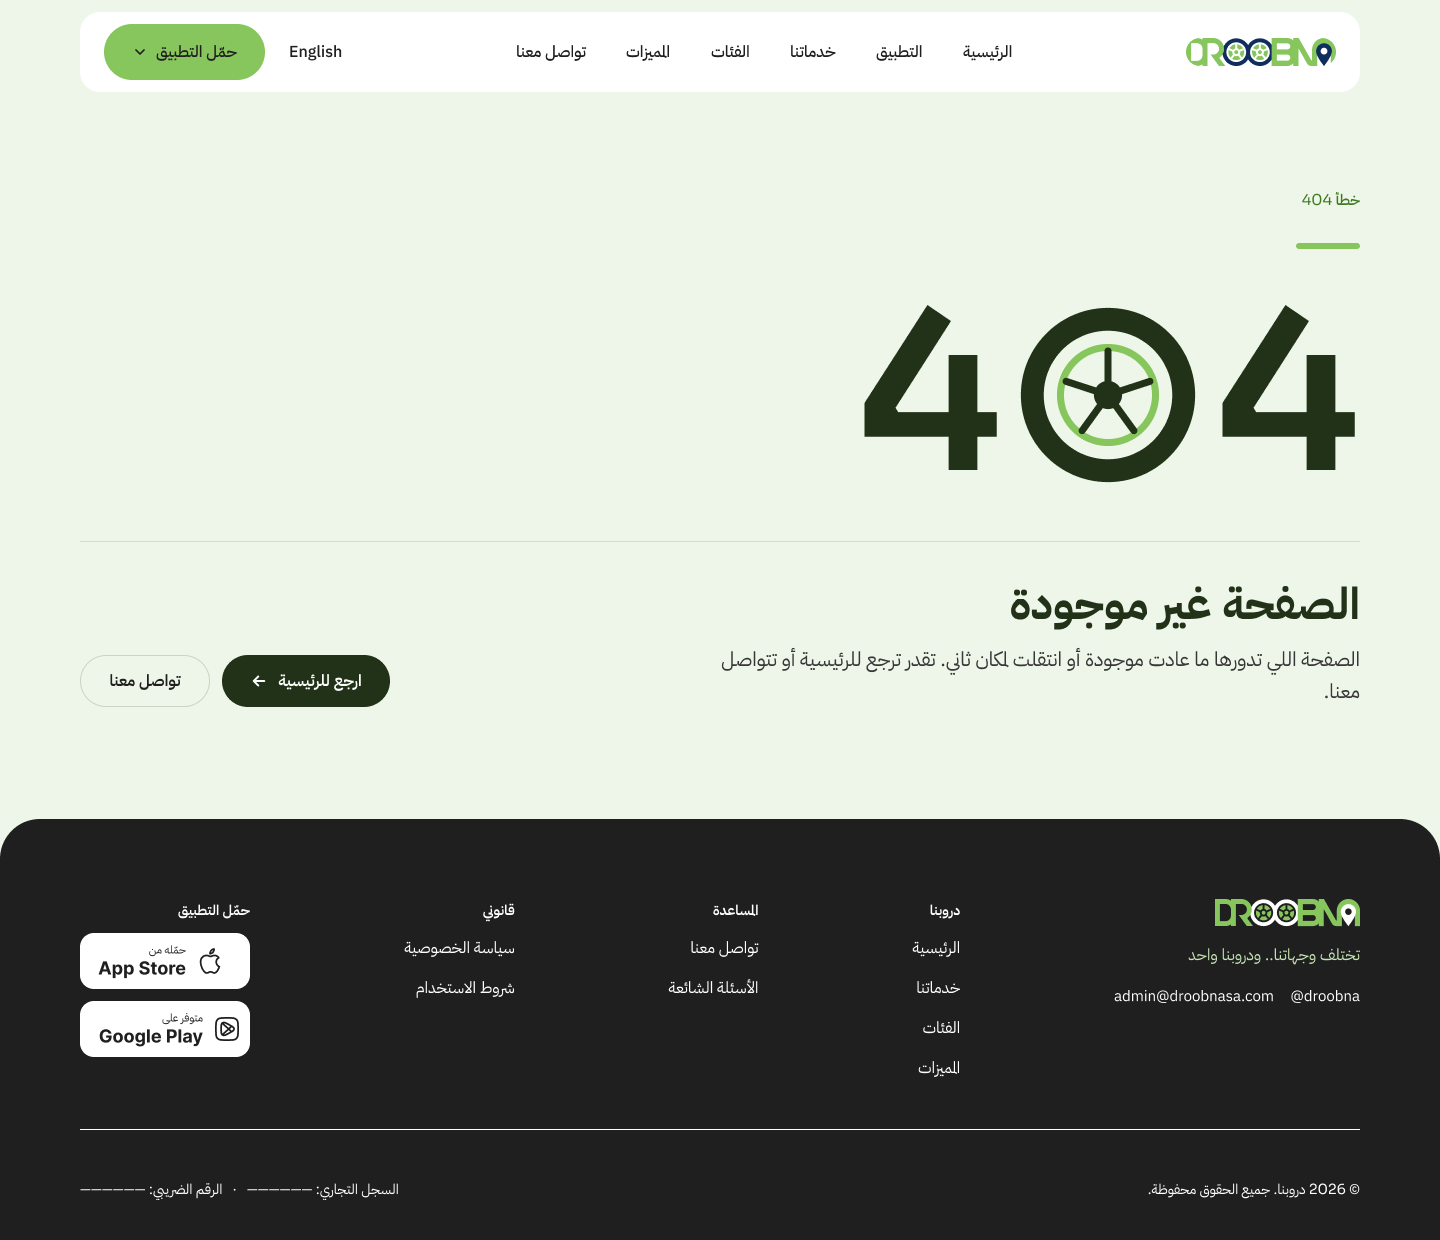 DROOBNA
الرئيسية
التطبيق
خدماتنا
الفئات
المميزات
تواصل معنا
English
حمّل التطبيق
خطأ 404
404
الصفحة غير موجودة
الصفحة اللي تدورها ما عادت موجودة أو انتقلت لمكان ثاني. تقدر ترجع للرئيسية أو تتواصل
معنا.
ارجع للرئيسية
تواصل معنا
DROOBNA
تختلف وجهاتنا.. ودروبنا واحد
@droobna
admin@droobnasa.com
دروبنا
الرئيسية
خدماتنا
الفئات
المميزات
المساعدة
تواصل معنا
الأسئلة الشائعة
قانوني
سياسة الخصوصية
شروط الاستخدام
حمّل التطبيق
حمّله من
App Store
متوفر على
Google Play
© 2026 دروبنا. جميع الحقوق محفوظة.
السجل التجاري: —————— · الرقم الضريبي: ——————